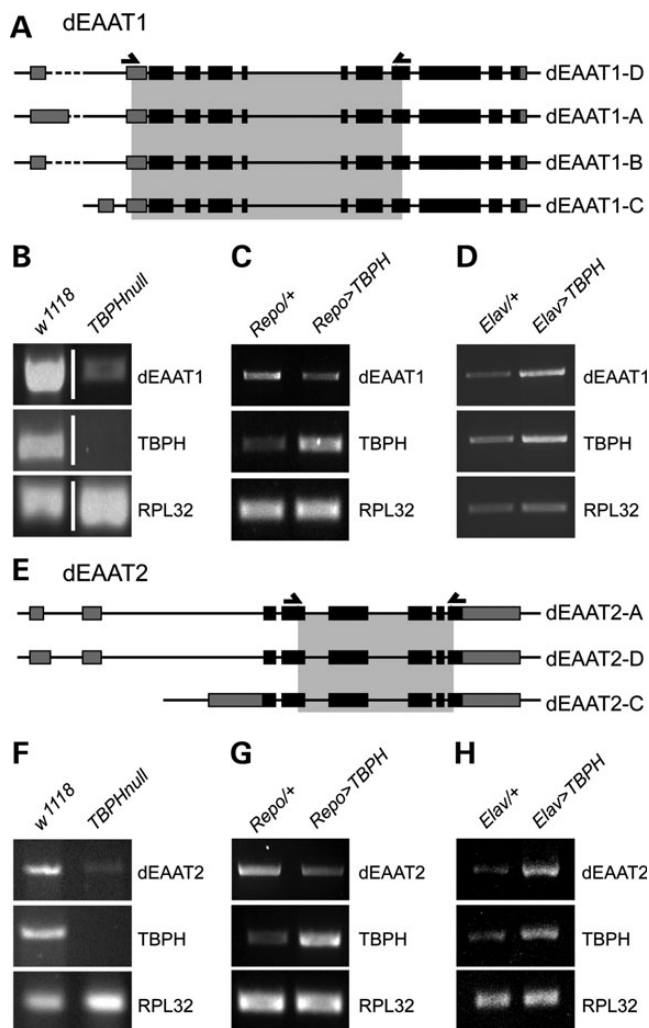 A dEAAT1
dEAAT1-D
dEAAT1-A
dEAAT1-B
dEAAT1-C
B
w1118
TBPHnull
dEAAT1
TBPH
RPL32
C
Repo/+
Repo>TBPH
dEAAT1
TBPH
RPL32
D
Elav/+
Elav>TBPH
dEAAT1
TBPH
RPL32
E dEAAT2
dEAAT2-A
dEAAT2-D
dEAAT2-C
F
w1118
TBPHnull
dEAAT2
TBPH
RPL32
G
Repo/+
Repo>TBPH
dEAAT2
TBPH
RPL32
H
Elav/+
Elav>TBPH
dEAAT2
TBPH
RPL32